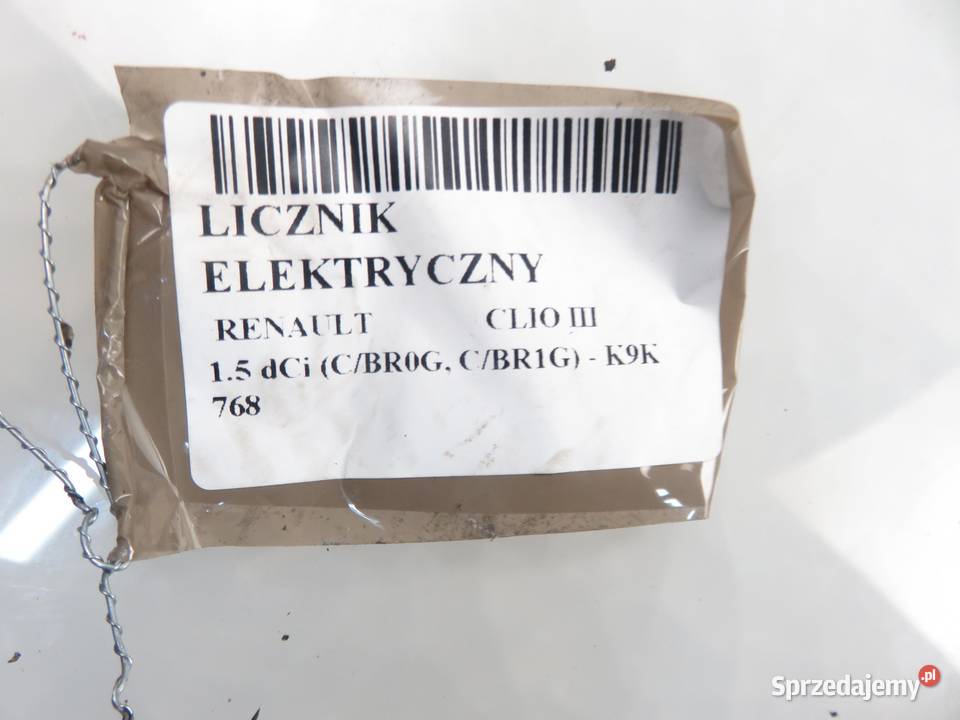 LICZNIK
ELEKTRYCZNY
RENAULT CLIO III
1.5 dCi (C/BR0G, C/BR1G) - K9K
768
Sprzedajemy.pl